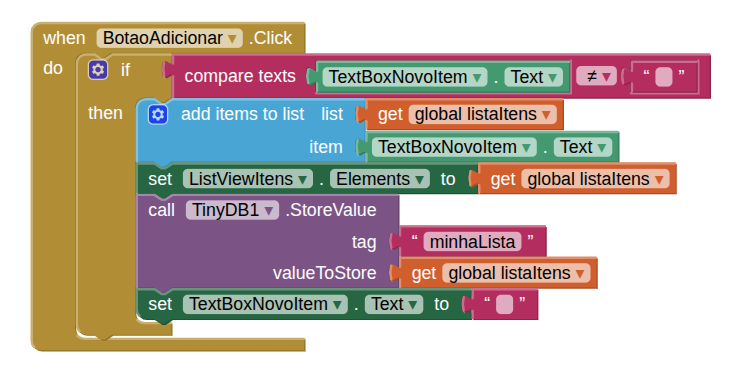 when BotaoAdicionar ▾ .Click
do if compare texts TextBoxNovoItem ▾ . Text ▾ ≠ ▾ “ ”
then add items to list list get global listaItens ▾
item TextBoxNovoItem ▾ . Text ▾
set ListViewItens ▾ . Elements ▾ to get global listaItens ▾
call TinyDB1 ▾ .StoreValue
tag “ minhaLista ”
valueToStore get global listaItens ▾
set TextBoxNovoItem ▾ . Text ▾ to “ ”